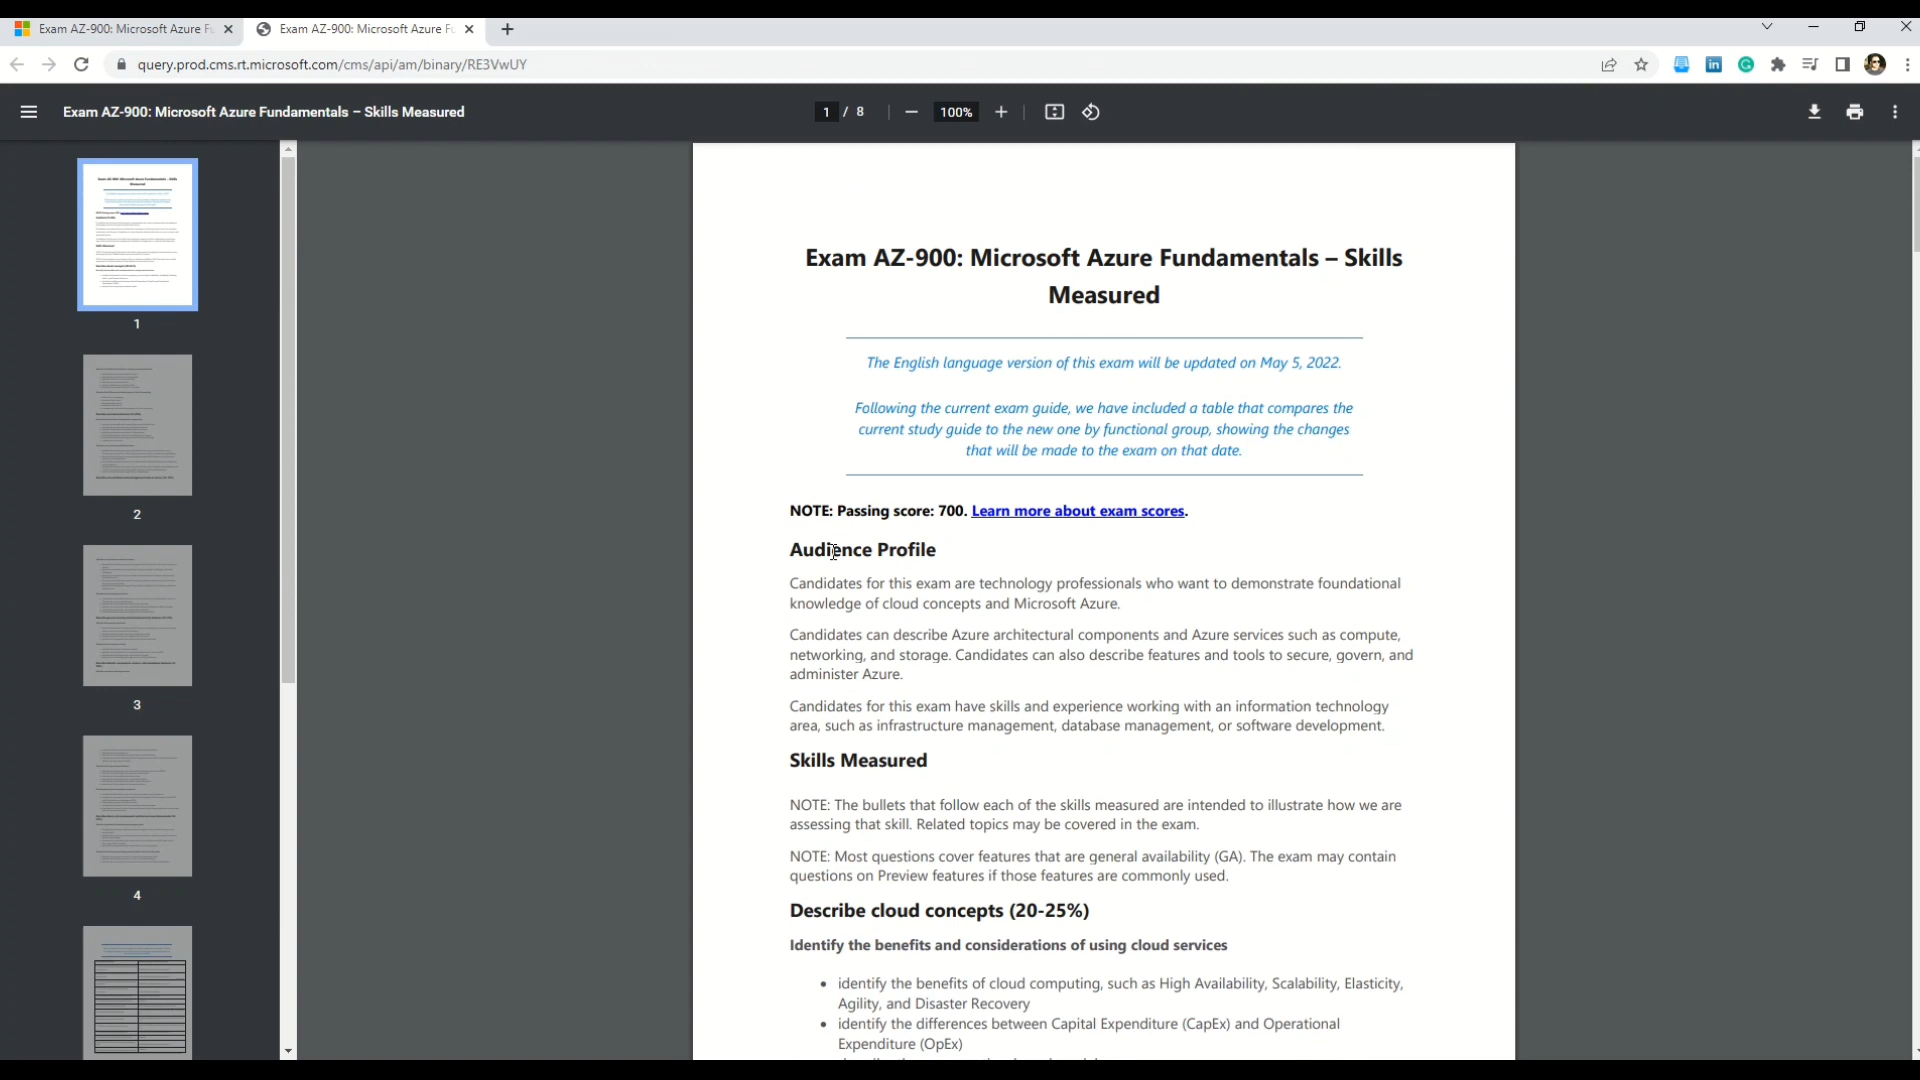 Exam AZ-900: Microsoft Azure Fu
Exam AZ-900: Microsoft Azure Fu
query.prod.cms.rt.microsoft.com/cms/api/am/binary/RE3VwUY
Exam AZ-900: Microsoft Azure Fundamentals – Skills Measured
1 / 8
100%
1
2
3
4
Exam AZ-900: Microsoft Azure Fundamentals – Skills
Measured
The English language version of this exam will be updated on May 5, 2022.
Following the current exam guide, we have included a table that compares the
current study guide to the new one by functional group, showing the changes
that will be made to the exam on that date.
NOTE: Passing score: 700. Learn more about exam scores.
Audience Profile
Candidates for this exam are technology professionals who want to demonstrate foundational
knowledge of cloud concepts and Microsoft Azure.
Candidates can describe Azure architectural components and Azure services such as compute,
networking, and storage. Candidates can also describe features and tools to secure, govern, and
administer Azure.
Candidates for this exam have skills and experience working with an information technology
area, such as infrastructure management, database management, or software development.
Skills Measured
NOTE: The bullets that follow each of the skills measured are intended to illustrate how we are
assessing that skill. Related topics may be covered in the exam.
NOTE: Most questions cover features that are general availability (GA). The exam may contain
questions on Preview features if those features are commonly used.
Describe cloud concepts (20-25%)
Identify the benefits and considerations of using cloud services
• identify the benefits of cloud computing, such as High Availability, Scalability, Elasticity,
Agility, and Disaster Recovery
• identify the differences between Capital Expenditure (CapEx) and Operational
Expenditure (OpEx)